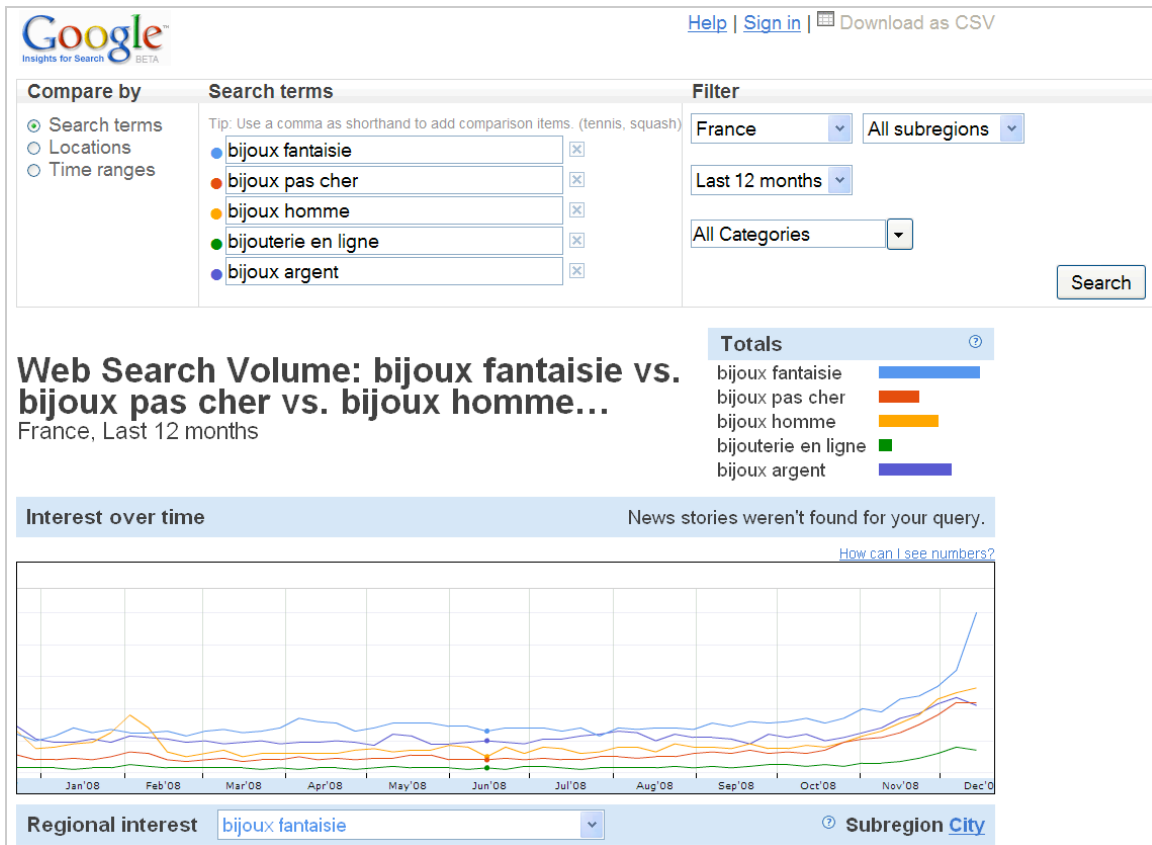 Google™
Insights for Search BETA
Help | Sign in | Download as CSV
Compare by
Search terms
Filter
Search terms
Locations
Time ranges
Tip: Use a comma as shorthand to add comparison items. (tennis, squash)
bijoux fantaisie
bijoux pas cher
bijoux homme
bijouterie en ligne
bijoux argent
France
All subregions
Last 12 months
All Categories
Search
Web Search Volume: bijoux fantaisie vs.
bijoux pas cher vs. bijoux homme...
France, Last 12 months
Totals ?
bijoux fantaisie
bijoux pas cher
bijoux homme
bijouterie en ligne
bijoux argent
Interest over time
News stories weren't found for your query.
How can I see numbers?
Jan'08 Feb'08 Mar'08 Apr'08 May'08 Jun'08 Jul'08 Aug'08 Sep'08 Oct'08 Nov'08 Dec'0
Regional interest
bijoux fantaisie
? Subregion City